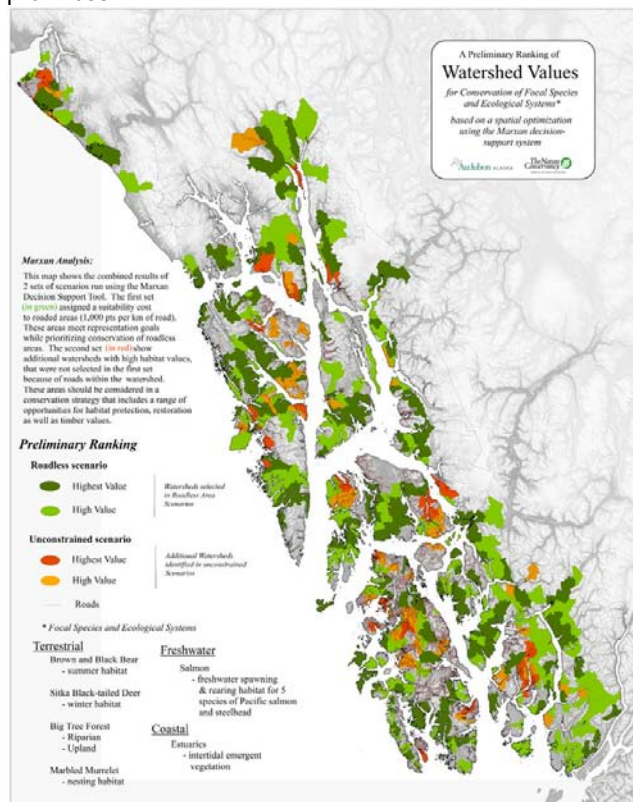 A Preliminary Ranking of
Watershed Values
for Conservation of Focal Species
and Ecological Systems*
based on a spatial optimization
using the Marxan decision-
support system
Audubon ALASKA
The Nature
Conservancy
Marxan Analysis:
This map shows the combined results of
2 sets of scenarios run using the Marxan
Decision Support Tool. The first set
(in green) assigned a suitability cost
to roaded areas (1,000 pts per km of road).
These areas meet representation goals
while prioritizing conservation of roadless
areas. The second set (in red) show
additional watersheds with high habitat values,
that were not selected in the first set
because of roads within the watershed.
These areas should be considered in a
conservation strategy that includes a range of
opportunities for habitat protection, restoration
as well as timber values.
Preliminary Ranking
Roadless scenario
Highest Value
High Value
Watersheds selected
in Roadless Area
Scenarios
Unconstrained scenario
Highest Value
High Value
Additional Watersheds
identified in unconstrained
Scenarios
Roads
* Focal Species and Ecological Systems
Terrestrial
Brown and Black Bear
- summer habitat
Sitka Black-tailed Deer
- winter habitat
Big Tree Forest
- Riparian
- Upland
Marbled Murrelet
- nesting habitat
Freshwater
Salmon
- freshwater spawning
& rearing habitat for 5
species of Pacific salmon
and steelhead
Coastal
Estuaries
- intertidal emergent
vegetation